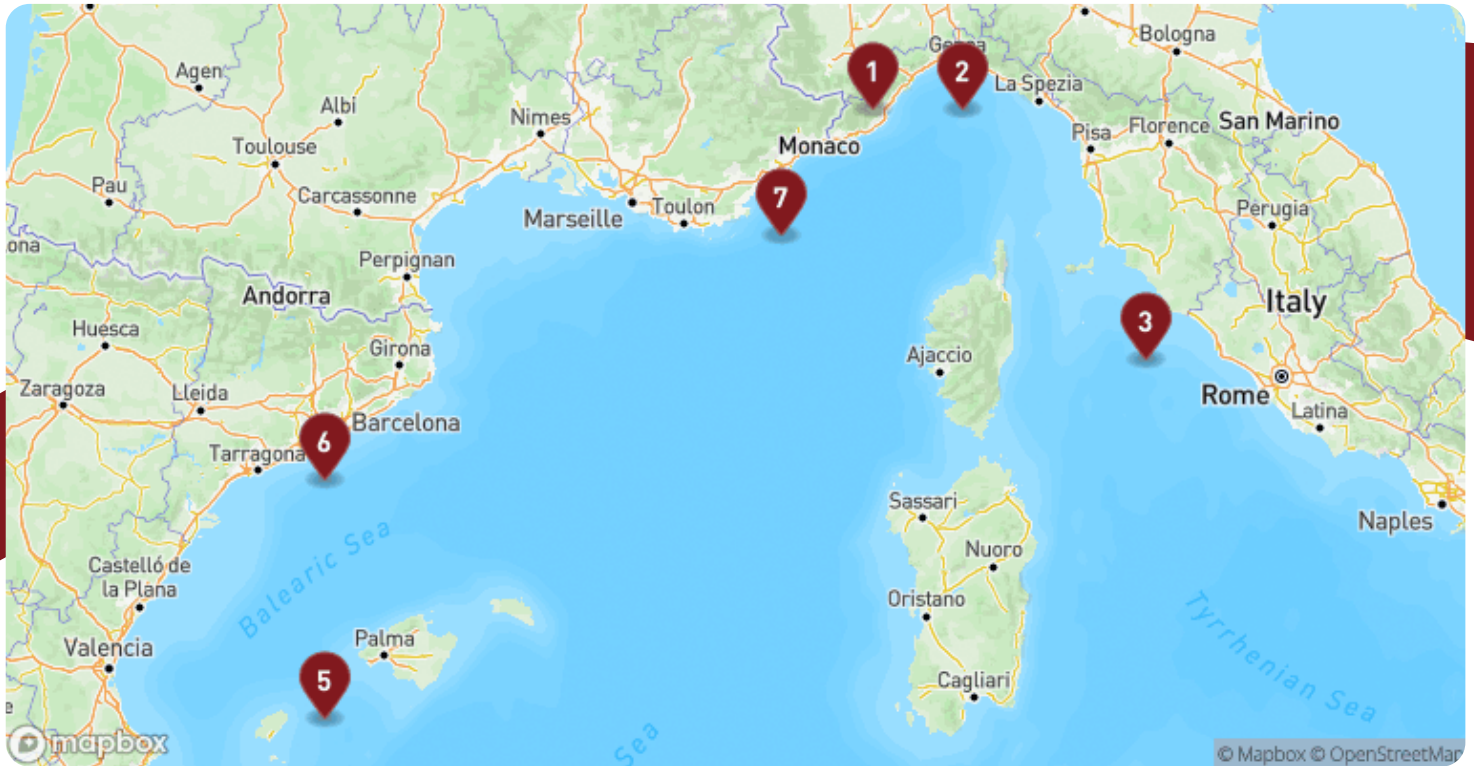 Bologna
Genoa
1
2
Agen
La Spezia
Albi
Nimes
Pisa
Florence
San Marino
Toulouse
Monaco
Pau
Carcassonne
7
Marseille
Toulon
Perugia
ona
Perpignan
Andorra
Italy
Huesca
3
Girona
Ajaccio
Zaragoza
Lleida
Rome
Barcelona
Latina
6
Tarragona
Sassari
Naples
Balearic Sea
Nuoro
Castelló de
la Plana
Oristano
Tyrrhenian Sea
Palma
Valencia
5
Cagliari
e
Sea
mapbox
© Mapbox © OpenStreetMap